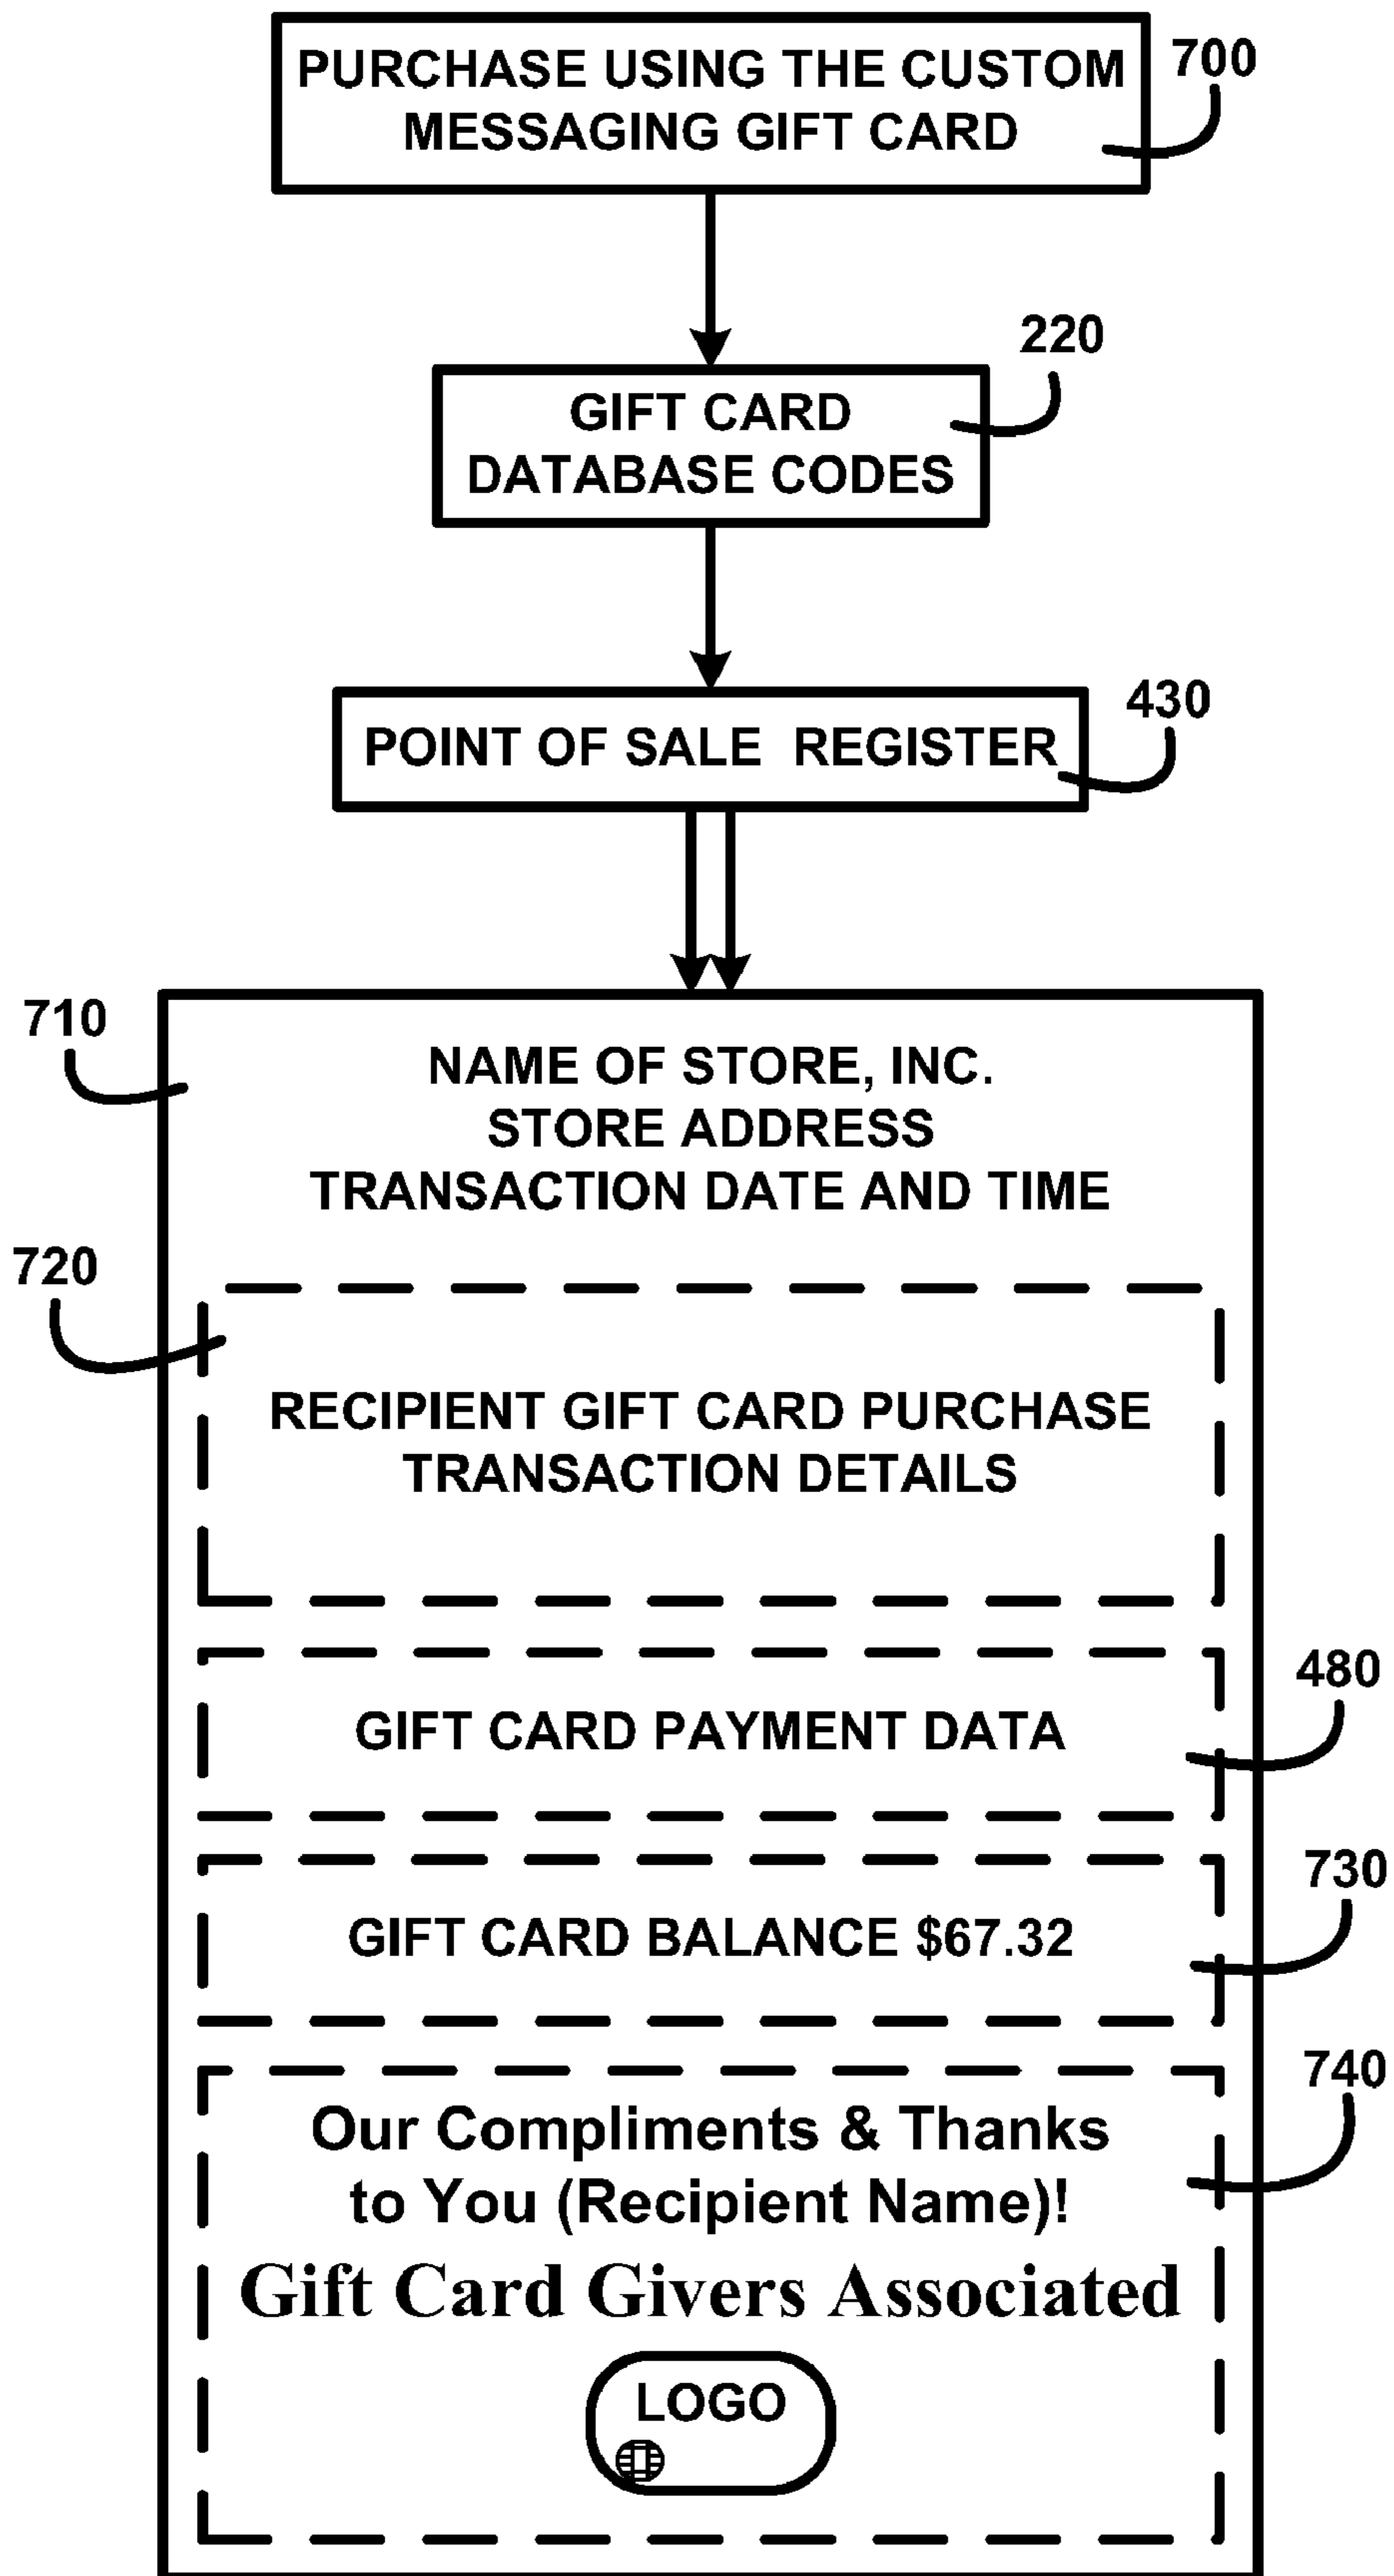 PURCHASE USING THE CUSTOM
MESSAGING GIFT CARD
700
220
GIFT CARD
DATABASE CODES
430
POINT OF SALE REGISTER
710
NAME OF STORE, INC.
STORE ADDRESS
TRANSACTION DATE AND TIME
720
RECIPIENT GIFT CARD PURCHASE
TRANSACTION DETAILS
480
GIFT CARD PAYMENT DATA
730
GIFT CARD BALANCE $67.32
740
Our Compliments & Thanks
to You (Recipient Name)!
Gift Card Givers Associated
LOGO